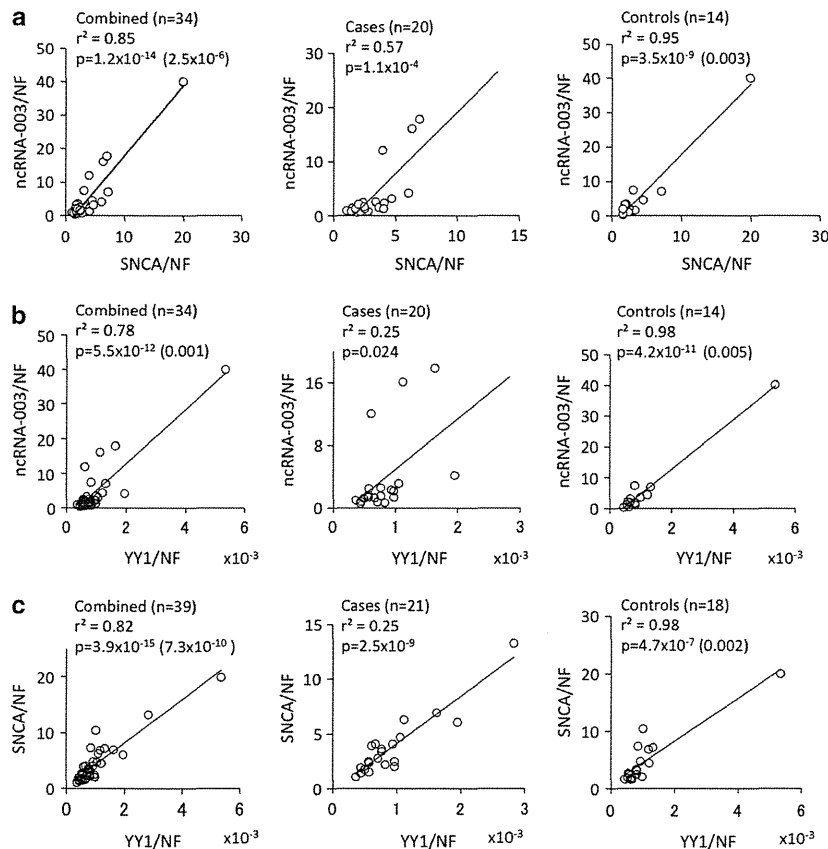 a
Combined (n=34)
r² = 0.85
p=1.2x10⁻¹⁴ (2.5x10⁻⁶)
ncRNA-003/NF
50
40
30
20
10
0
0 10 20 30
SNCA/NF
Cases (n=20)
r² = 0.57
p=1.1x10⁻⁴
ncRNA-003/NF
30
20
10
0
0 5 10 15
SNCA/NF
Controls (n=14)
r² = 0.95
p=3.5x10⁻⁹ (0.003)
ncRNA-003/NF
50
40
30
20
10
0
0 10 20 30
SNCA/NF
b
Combined (n=34)
r² = 0.78
p=5.5x10⁻¹² (0.001)
ncRNA-003/NF
50
40
30
20
10
0
0 2 4 6
YY1/NF x10⁻³
Cases (n=20)
r² = 0.25
p=0.024
ncRNA-003/NF
16
8
0
0 1 2 3
YY1/NF x10⁻³
Controls (n=14)
r² = 0.98
p=4.2x10⁻¹¹ (0.005)
ncRNA-003/NF
50
40
30
20
10
0
0 2 4 6
YY1/NF x10⁻³
c
Combined (n=39)
r² = 0.82
p=3.9x10⁻¹⁵ (7.3x10⁻¹⁰ )
SNCA/NF
20
10
0
0 2 4 6
YY1/NF x10⁻³
Cases (n=21)
r² = 0.25
p=2.5x10⁻⁹
SNCA/NF
15
10
5
0
0 1 2 3
YY1/NF x10⁻³
Controls (n=18)
r² = 0.98
p=4.7x10⁻⁷ (0.002)
SNCA/NF
30
20
10
0
0 2 4 6
YY1/NF x10⁻³